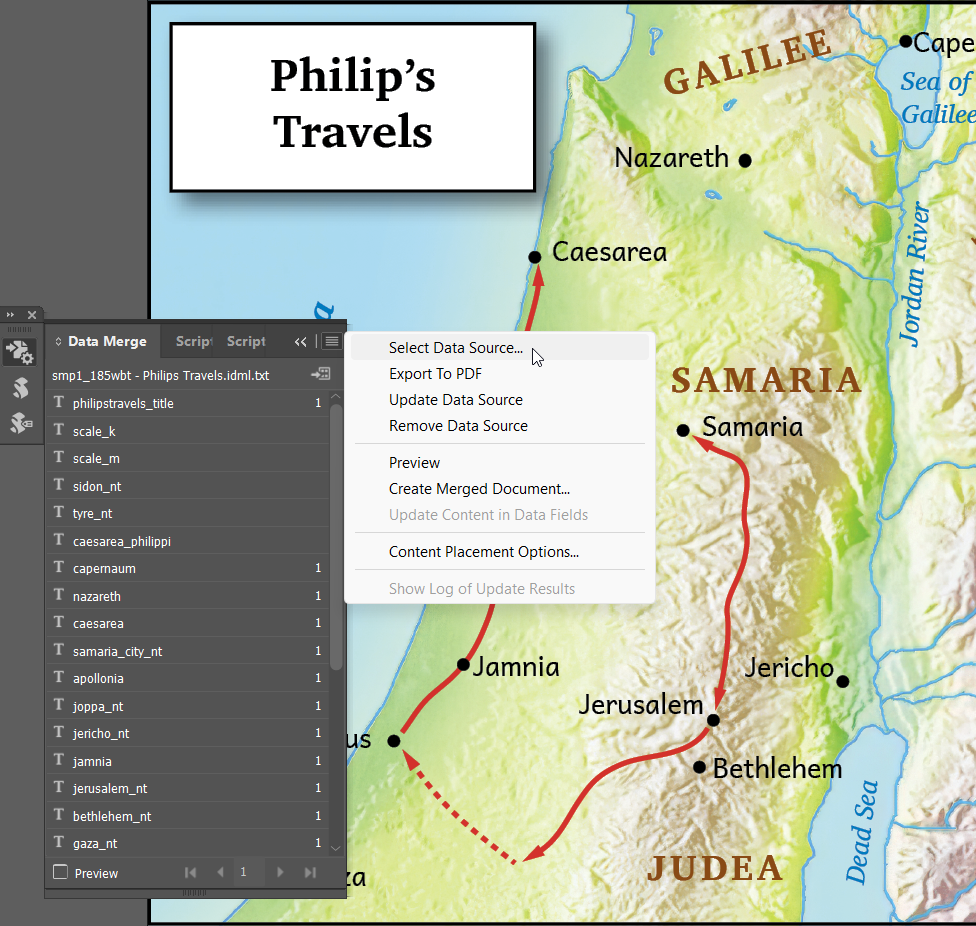 Philip’s
Travels
GALILEE
Cape
Sea of
Galilee
Nazareth
Jordan River
Caesarea
a
SAMARIA
Samaria
Jamnia
Jericho
Jerusalem
us
Bethlehem
Dead Sea
JUDEA
za
Data Merge
Script
Script
smp1_185wbt - Philips Travels.idml.txt
philipstravels_title 1
scale_k
scale_m
sidon_nt
tyre_nt
caesarea_philippi
capernaum 1
nazareth 1
caesarea 1
samaria_city_nt 1
apollonia 1
joppa_nt 1
jericho_nt 1
jamnia 1
jerusalem_nt 1
bethlehem_nt 1
gaza_nt 1
Preview 1
Select Data Source...
Export To PDF
Update Data Source
Remove Data Source
Preview
Create Merged Document...
Update Content in Data Fields
Content Placement Options...
Show Log of Update Results